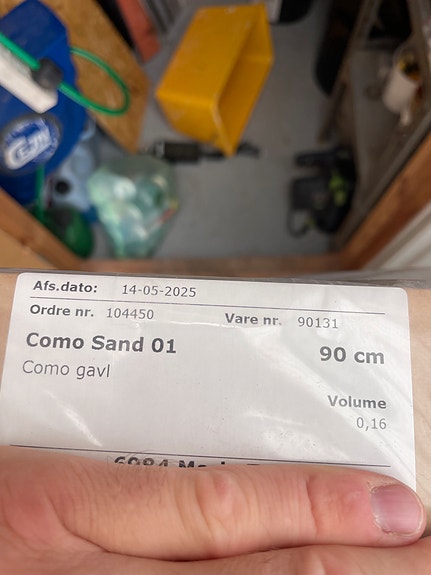 Afs.dato: 14-05-2025
Ordre nr. 104450 Vare nr. 90131
Como Sand 01 90 cm
Como gavl
Volume
0,16